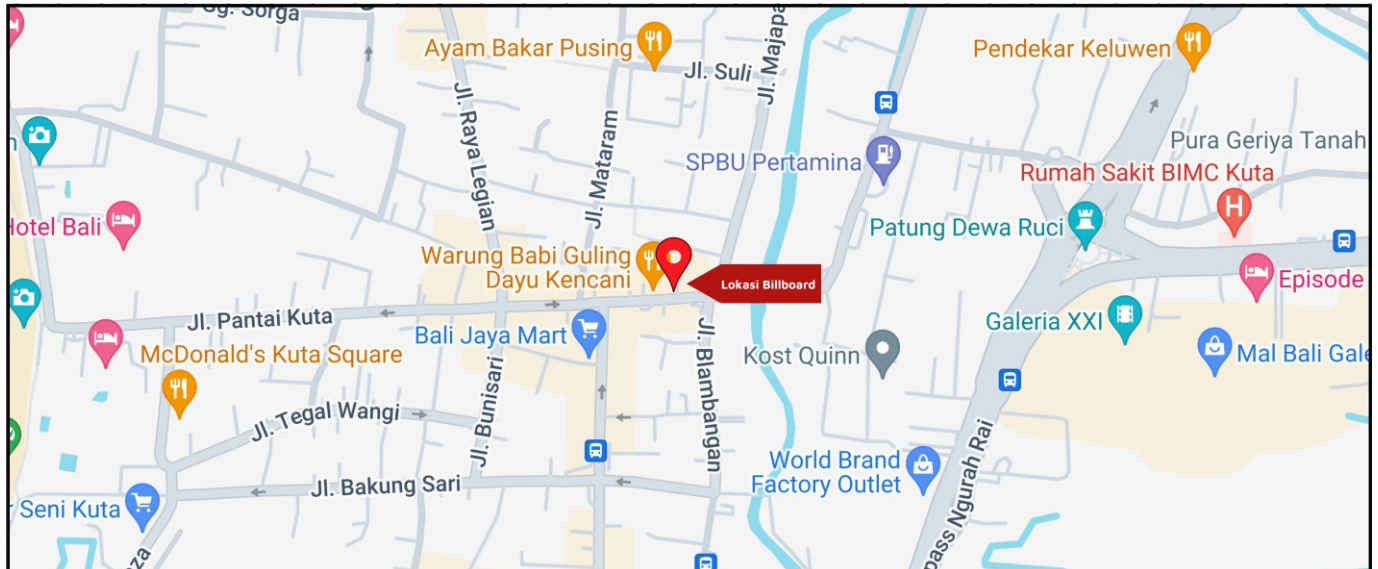 Gg. Sorga
Ayam Bakar Pusing
Jl. Suli
Jl. Majapa
Pendekar Keluwen
Jl. Raya Legian
Jl. Mataram
SPBU Pertamina
Pura Geriya Tanah
Rumah Sakit BIMC Kuta
H
Hotel Bali
Patung Dewa Ruci
Warung Babi Guling
Dayu Kencani
Lokasi Billboard
Episode
Jl. Pantai Kuta
Bali Jaya Mart
Galeria XXI
McDonald's Kuta Square
Jl. Blambangan
Kost Quinn
Mal Bali Gale
Jl. Tegal Wangi
Jl. Bunisari
Jl. Bakung Sari
World Brand
Factory Outlet
r Seni Kuta
pass Ngurah Rai
za